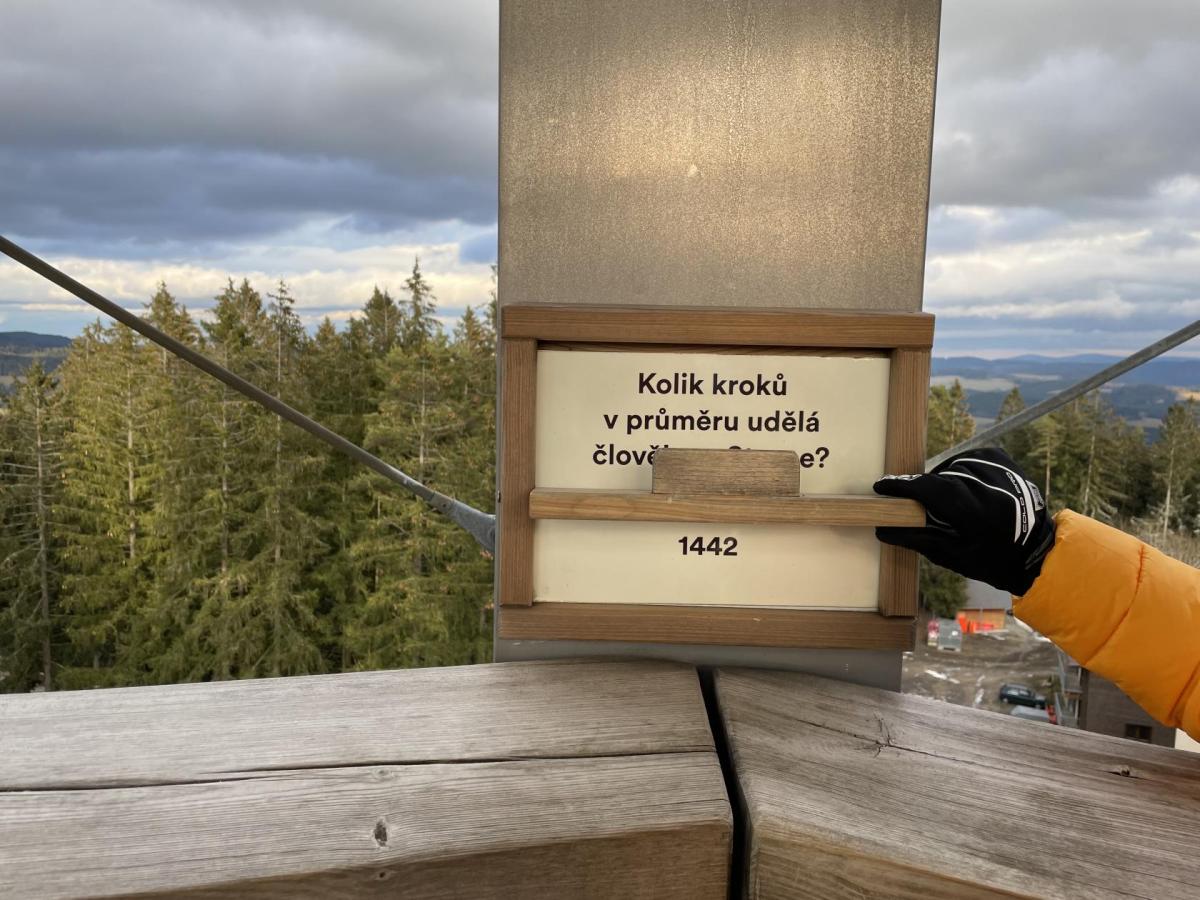 Kolik kroků
v průměru udělá
1442